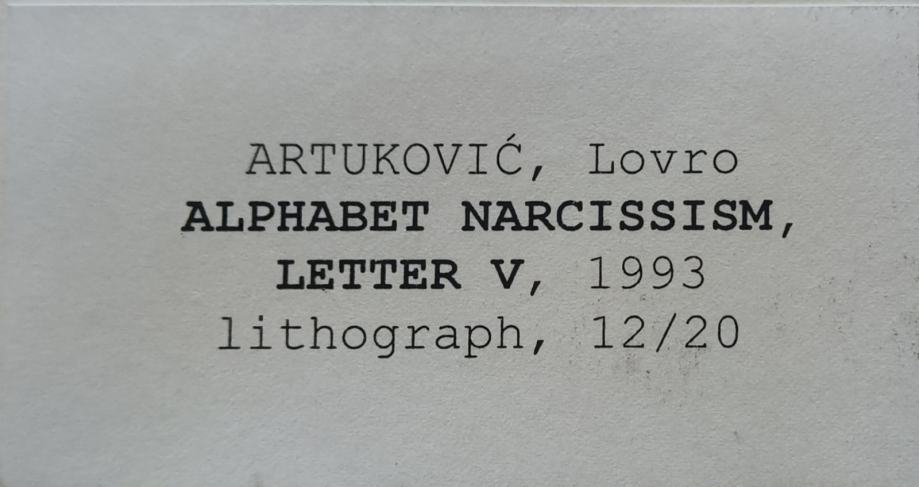 ARTUKOVIĆ, Lovro
ALPHABET NARCISSISM,
LETTER V, 1993
lithograph, 12/20